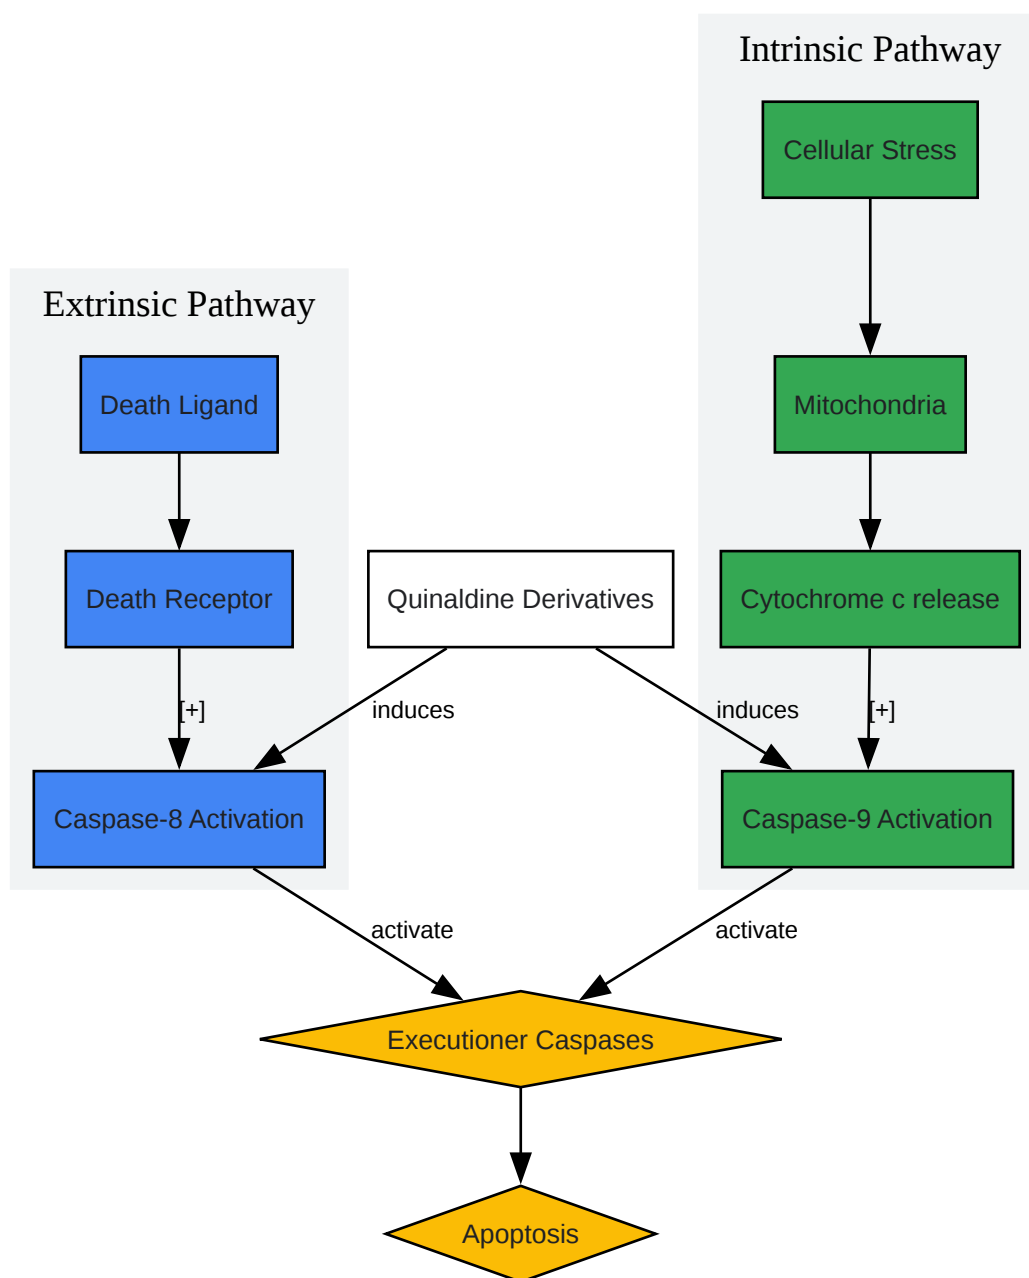 Intrinsic Pathway
Cellular Stress
Extrinsic Pathway
Death Ligand
Mitochondria
Death Receptor
Quinaldine Derivatives
Cytochrome c release
[+]
induces
induces
[+]
Caspase-8 Activation
Caspase-9 Activation
activate
activate
Executioner Caspases
Apoptosis